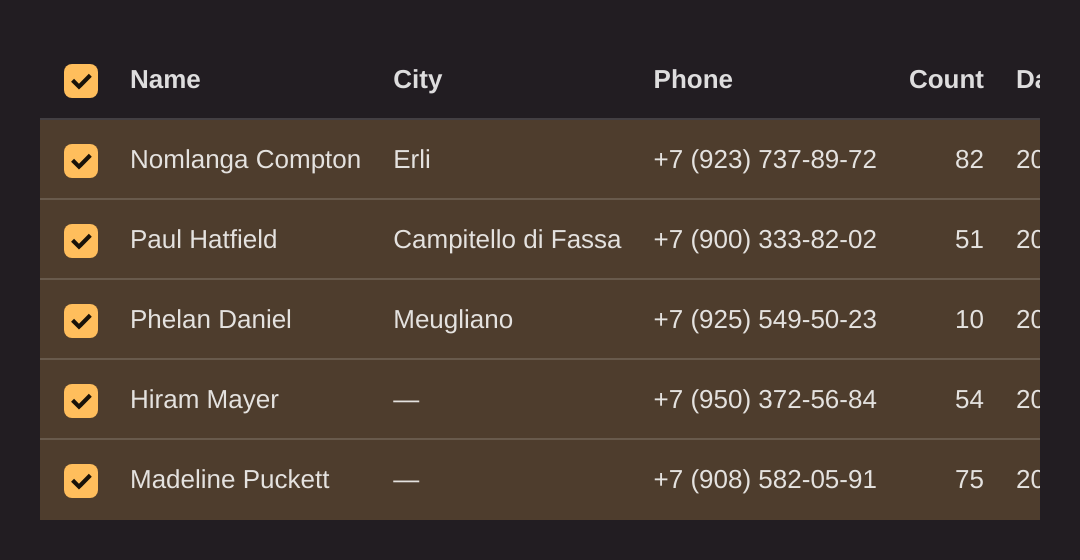 Name City Phone Count Da
Nomlanga Compton Erli +7 (923) 737-89-72 82 20
Paul Hatfield Campitello di Fassa +7 (900) 333-82-02 51 20
Phelan Daniel Meugliano +7 (925) 549-50-23 10 20
Hiram Mayer — +7 (950) 372-56-84 54 20
Madeline Puckett — +7 (908) 582-05-91 75 20